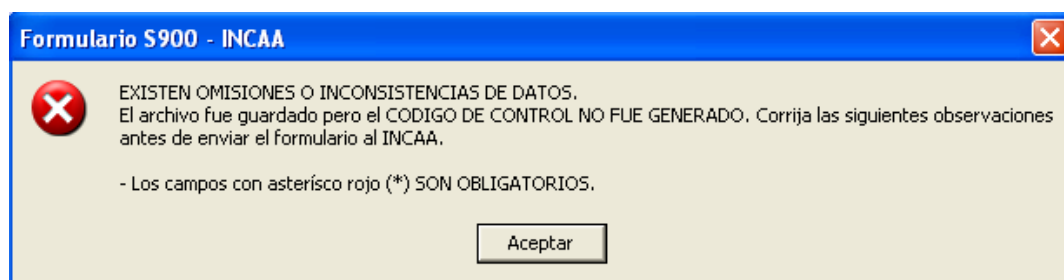 Formulario S900 - INCAA
EXISTEN OMISIONES O INCONSISTENCIAS DE DATOS.
El archivo fue guardado pero el CODIGO DE CONTROL NO FUE GENERADO. Corrija las siguientes observaciones
antes de enviar el formulario al INCAA.
- Los campos con asterísco rojo (*) SON OBLIGATORIOS.
Aceptar